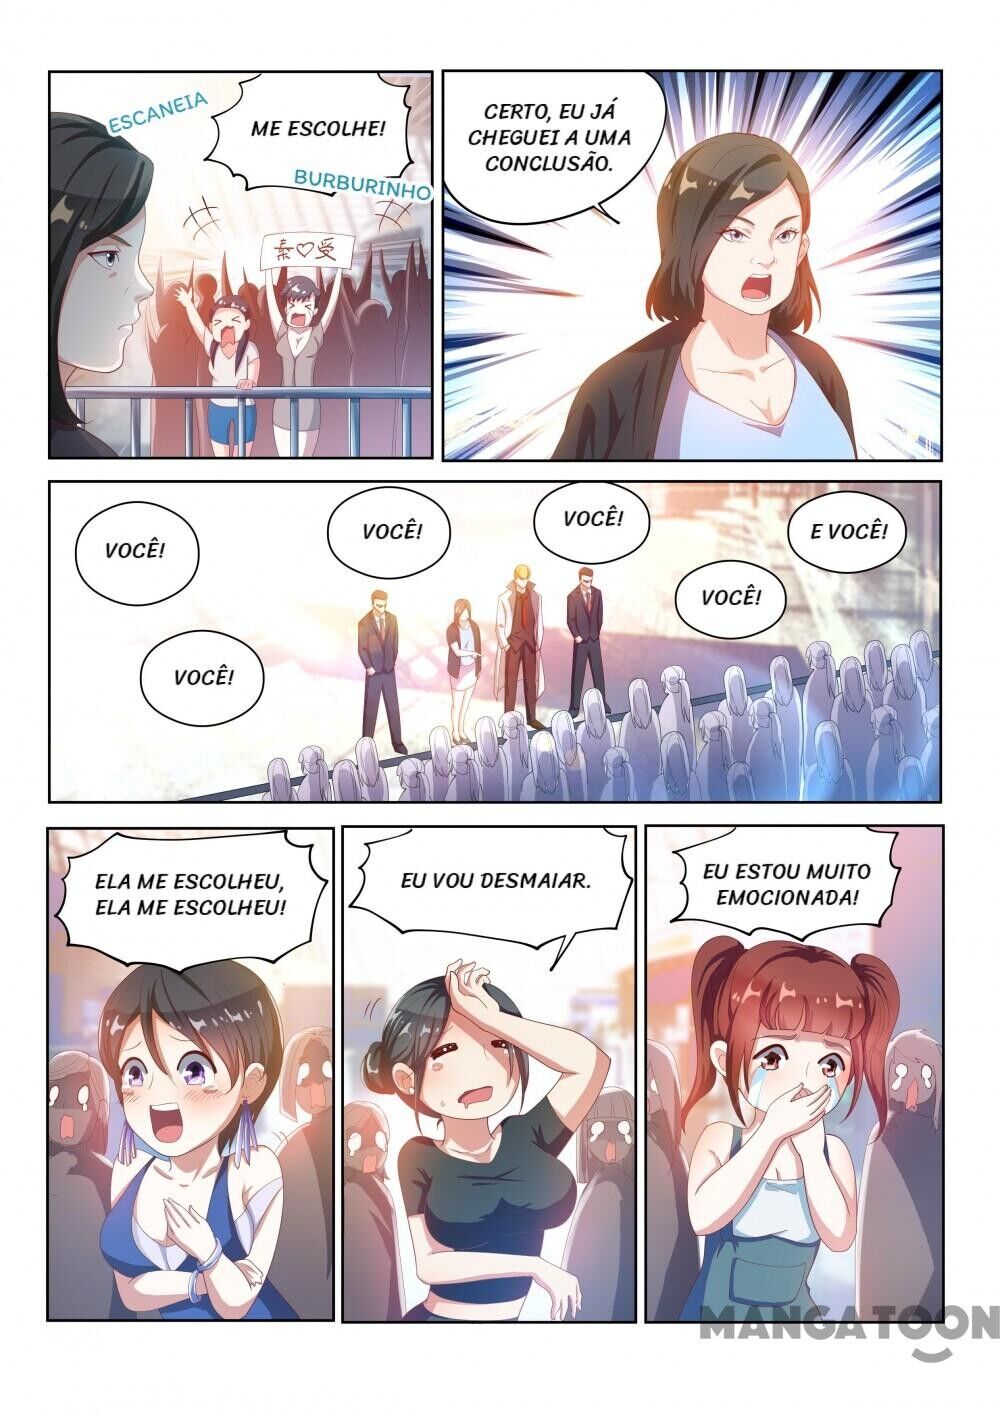 ESCANEIA
ME ESCOLHE!
BURBURINHO
秦♡受
CERTO, EU JÁ
CHEGUEI A UMA
CONCLUSÃO.
VOCÊ!
VOCÊ!
VOCÊ!
E VOCÊ!
VOCÊ!
VOCÊ!
ELA ME ESCOLHEU,
ELA ME ESCOLHEU!
EU VOU DESMAIAR.
EU ESTOU MUITO
EMOCIONADA!
MANGATOON